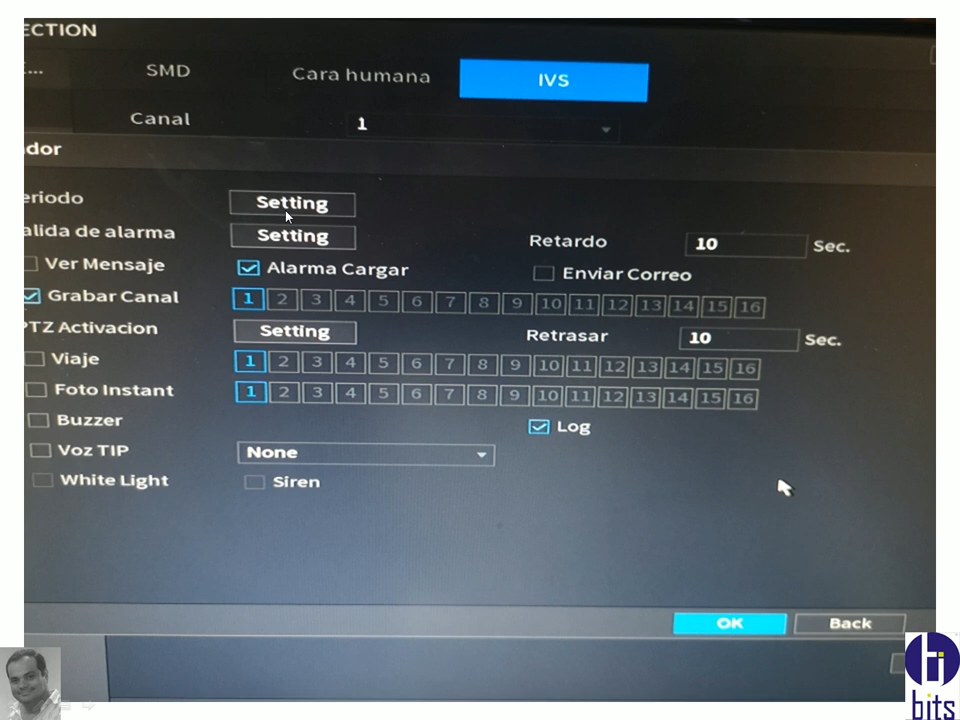 ECTION
SMD Cara humana IVS
Canal 1
ador
eriodo Setting
alida de alarma Setting Retardo 10 Sec.
Ver Mensaje Alarma Cargar Enviar Correo
Grabar Canal 1 2 3 4 5 6 7 8 9 10 11 12 13 14 15 16
PTZ Activacion Setting Retrasar 10 Sec.
Viaje 1 2 3 4 5 6 7 8 9 10 11 12 13 14 15 16
Foto Instant 1 2 3 4 5 6 7 8 9 10 11 12 13 14 15 16
Buzzer Log
Voz TIP None
White Light Siren
OK Back
bits